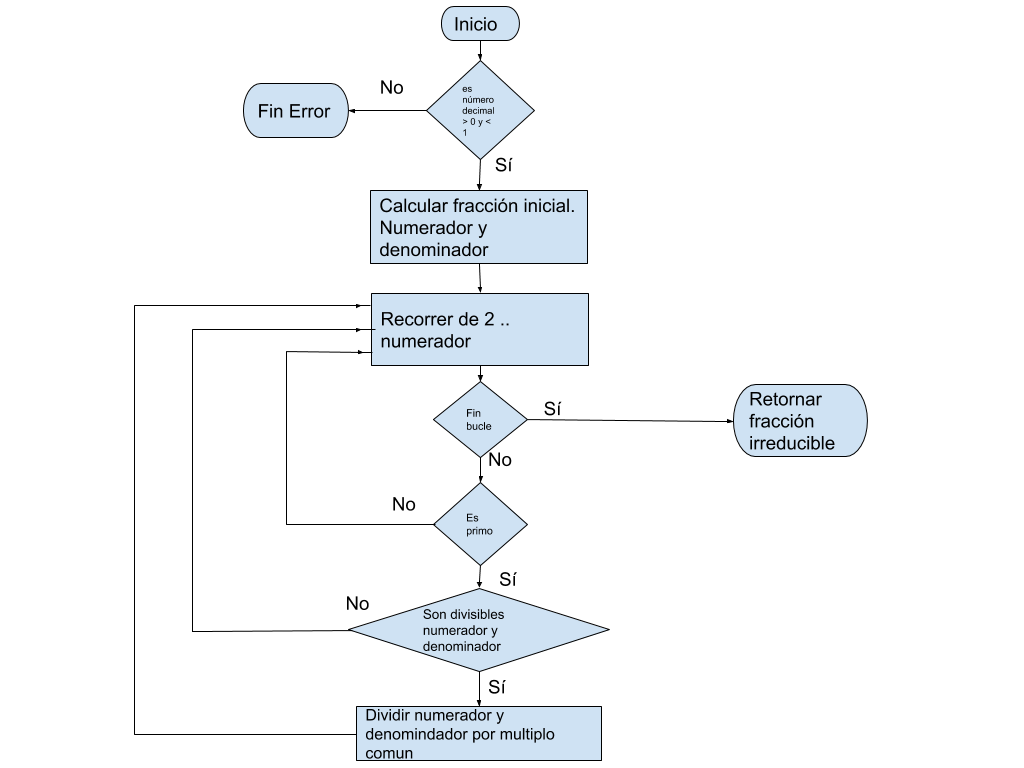 Inicio
es
número
decimal
> 0 y <
1
No
Fin Error
Sí
Calcular fracción inicial.
Numerador y
denominador
Recorrer de 2 ..
numerador
Fin
bucle
Sí
Retornar
fracción
irreducible
No
Es
primo
No
Sí
Son divisibles
numerador y
denominador
No
Sí
Dividir numerador y
denomindador por multiplo
comun